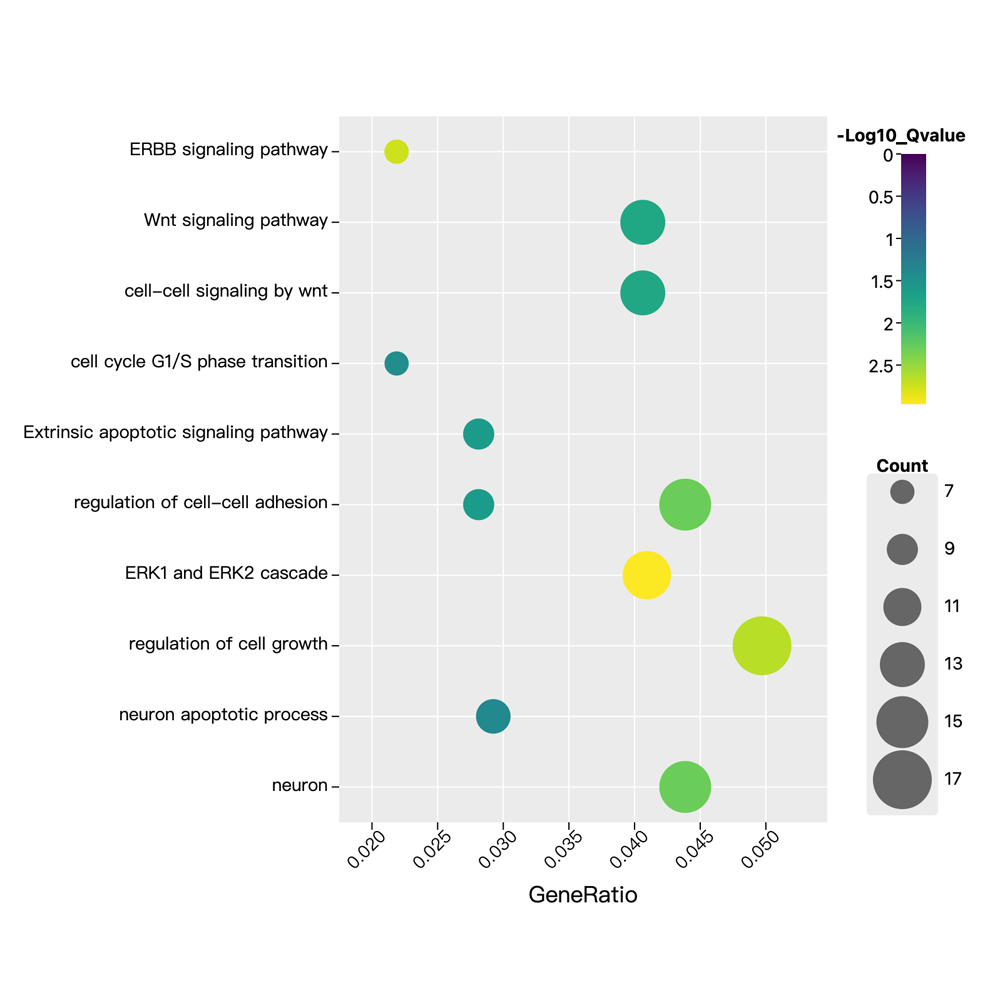 ERBB signaling pathway
Wnt signaling pathway
cell-cell signaling by wnt
cell cycle G1/S phase transition
Extrinsic apoptotic signaling pathway
regulation of cell-cell adhesion
ERK1 and ERK2 cascade
regulation of cell growth
neuron apoptotic process
neuron
0.020 0.025 0.030 0.035 0.040 0.045 0.050
GeneRatio
-Log10_Qvalue
0
0.5
1
1.5
2
2.5
Count
7
9
11
13
15
17